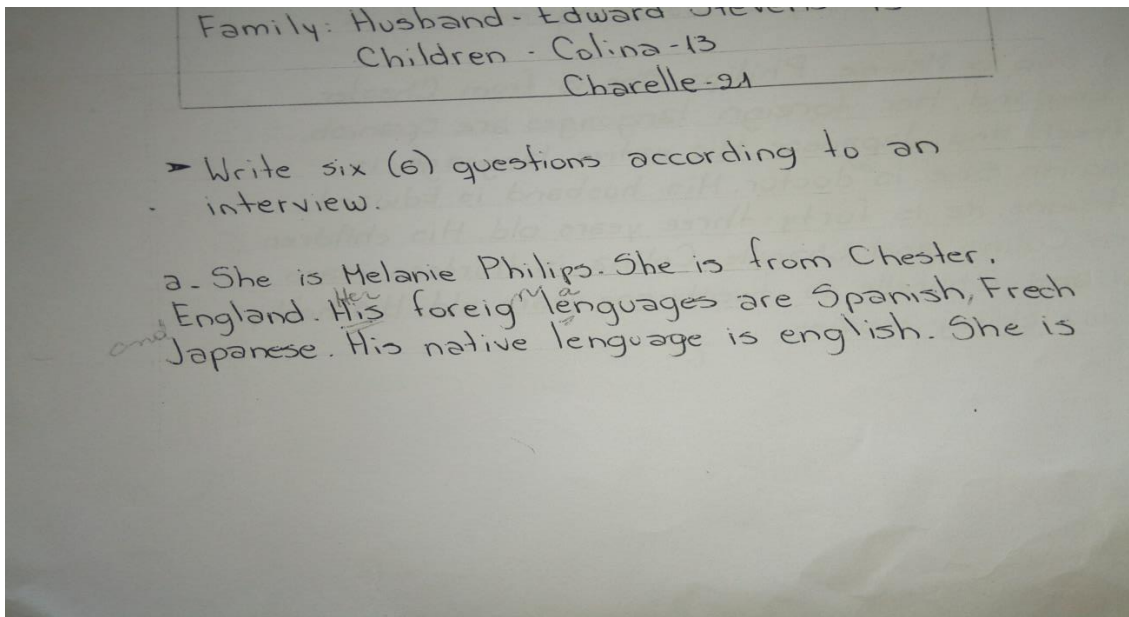 Family: Husband - Edward
Children - Colina - 13
Charelle - 21
➤ Write six (6) questions according to an
interview.
a - She is Melanie Philips. She is from Chester.
Her n a
England. His foreig lenguages are Spanish, Frech
and Japanese. His native lenguage is english. She is